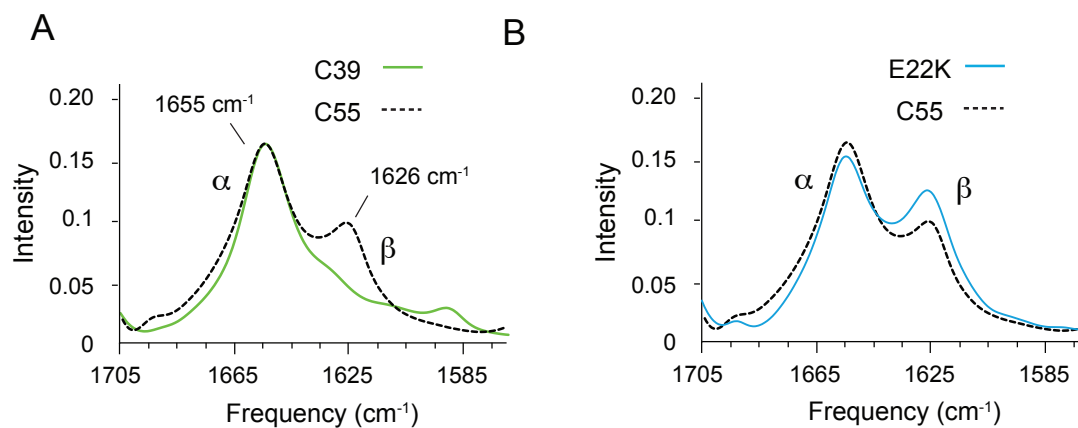 A
C39
C55
0.20
0.15
0.1
0.05
0
1655 cm⁻¹
α
1626 cm⁻¹
β
Intensity
1705
1665
1625
1585
Frequency (cm⁻¹)
B
E22K
C55
0.20
0.15
0.1
0.05
0
α
β
Intensity
1705
1665
1625
1585
Frequency (cm⁻¹)